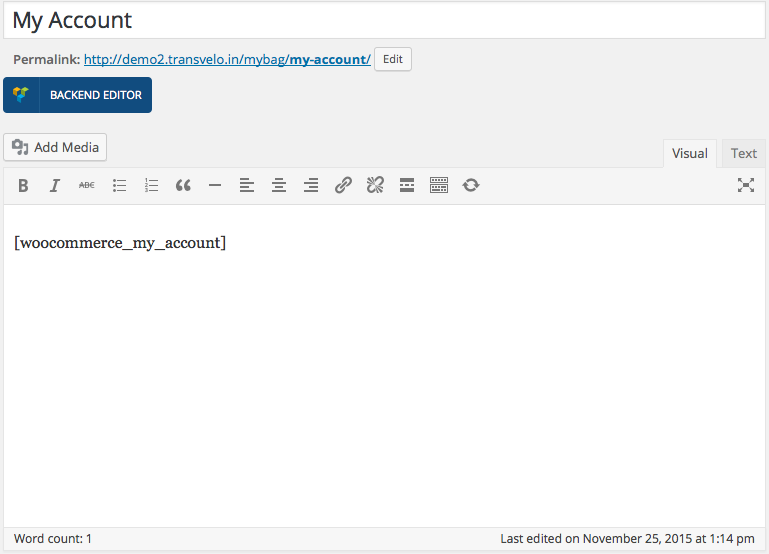 My Account
Permalink: http://demo2.transvelo.in/mybag/my-account/ Edit
BACKEND EDITOR
Add Media
Visual Text
B I ABC
[woocommerce_my_account]
Word count: 1 Last edited on November 25, 2015 at 1:14 pm